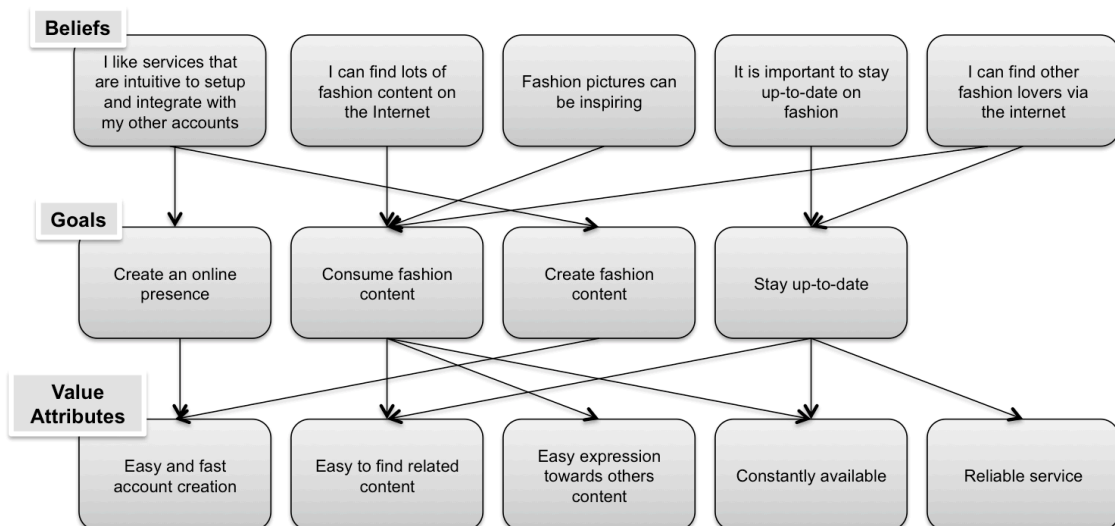 Beliefs
I like services that
are intuitive to setup
and integrate with
my other accounts
I can find lots of
fashion content on
the Internet
Fashion pictures can
be inspiring
It is important to stay
up-to-date on
fashion
I can find other
fashion lovers via
the internet
Goals
Create an online
presence
Consume fashion
content
Create fashion
content
Stay up-to-date
Value
Attributes
Easy and fast
account creation
Easy to find related
content
Easy expression
towards others
content
Constantly available
Reliable service